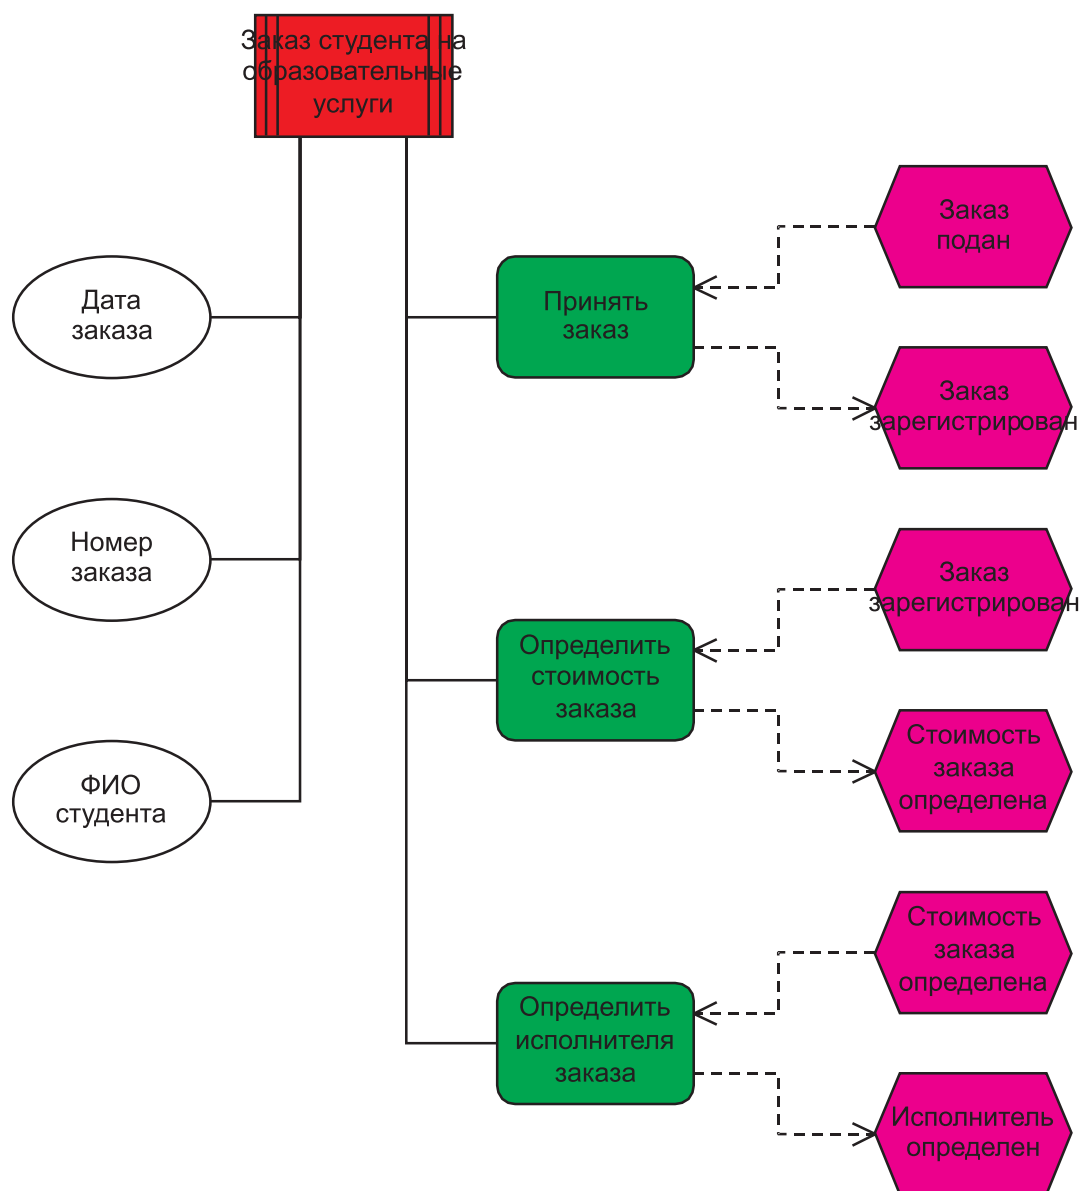 Заказ студента на
образовательные
услуги
Дата
заказа
Номер
заказа
ФИО
студента
Принять
заказ
Определить
стоимость
заказа
Определить
исполнителя
заказа
Заказ
подан
Заказ
зарегистрирован
Заказ
зарегистрирован
Стоимость
заказа
определена
Стоимость
заказа
определена
Исполнитель
определен